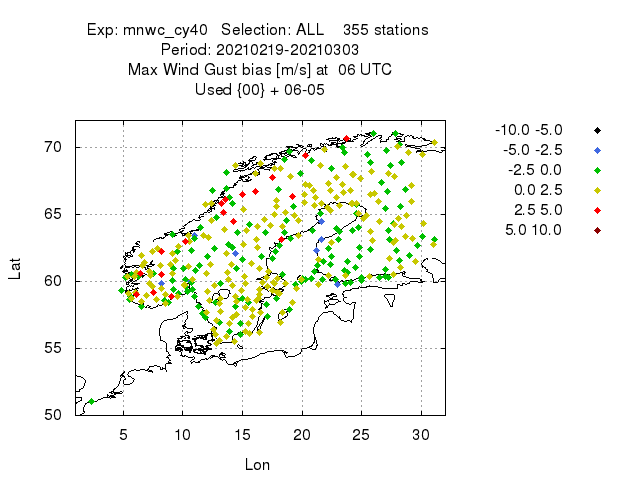 Exp: mnwc_cy40   Selection: ALL    355 stations
Period: 20210219-20210303
Max Wind Gust bias [m/s] at  06 UTC
Used {00} + 06-05
-10.0 -5.0
-5.0 -2.5
-2.5 0.0
0.0 2.5
2.5 5.0
5.0 10.0
Lat
70
65
60
55
50
5 10 15 20 25 30
Lon